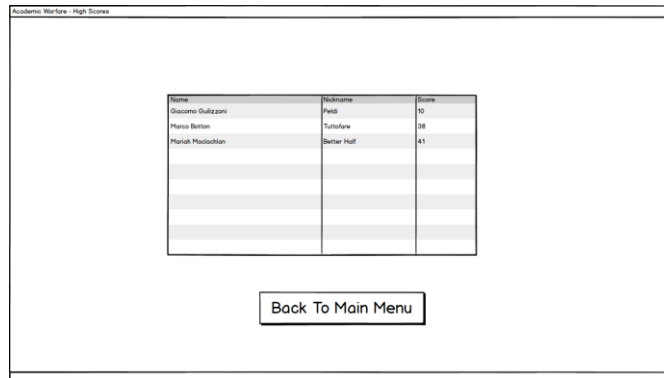 Academic Warfare - High Scores
Name Nickname Score
Giacomo Guilizzoni Peldi 10
Marco Botton Tuttofare 38
Mariah Maclachlan Better Half 41
Back To Main Menu